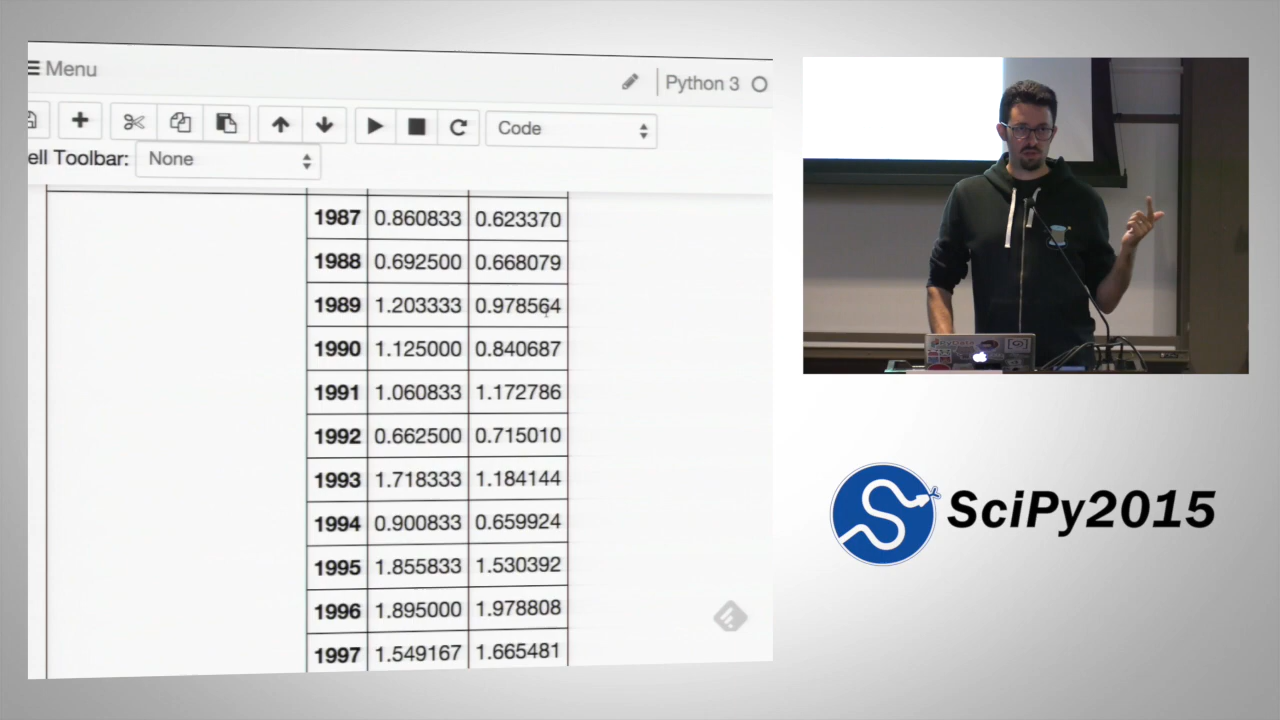 Menu
Python 3
Code
ell Toolbar: None
1987 0.860833 0.623370
1988 0.692500 0.668079
1989 1.203333 0.978564
1990 1.125000 0.840687
1991 1.060833 1.172786
1992 0.662500 0.715010
1993 1.718333 1.184144
1994 0.900833 0.659924
1995 1.855833 1.530392
1996 1.895000 1.978808
1997 1.549167 1.665481
SciPy2015